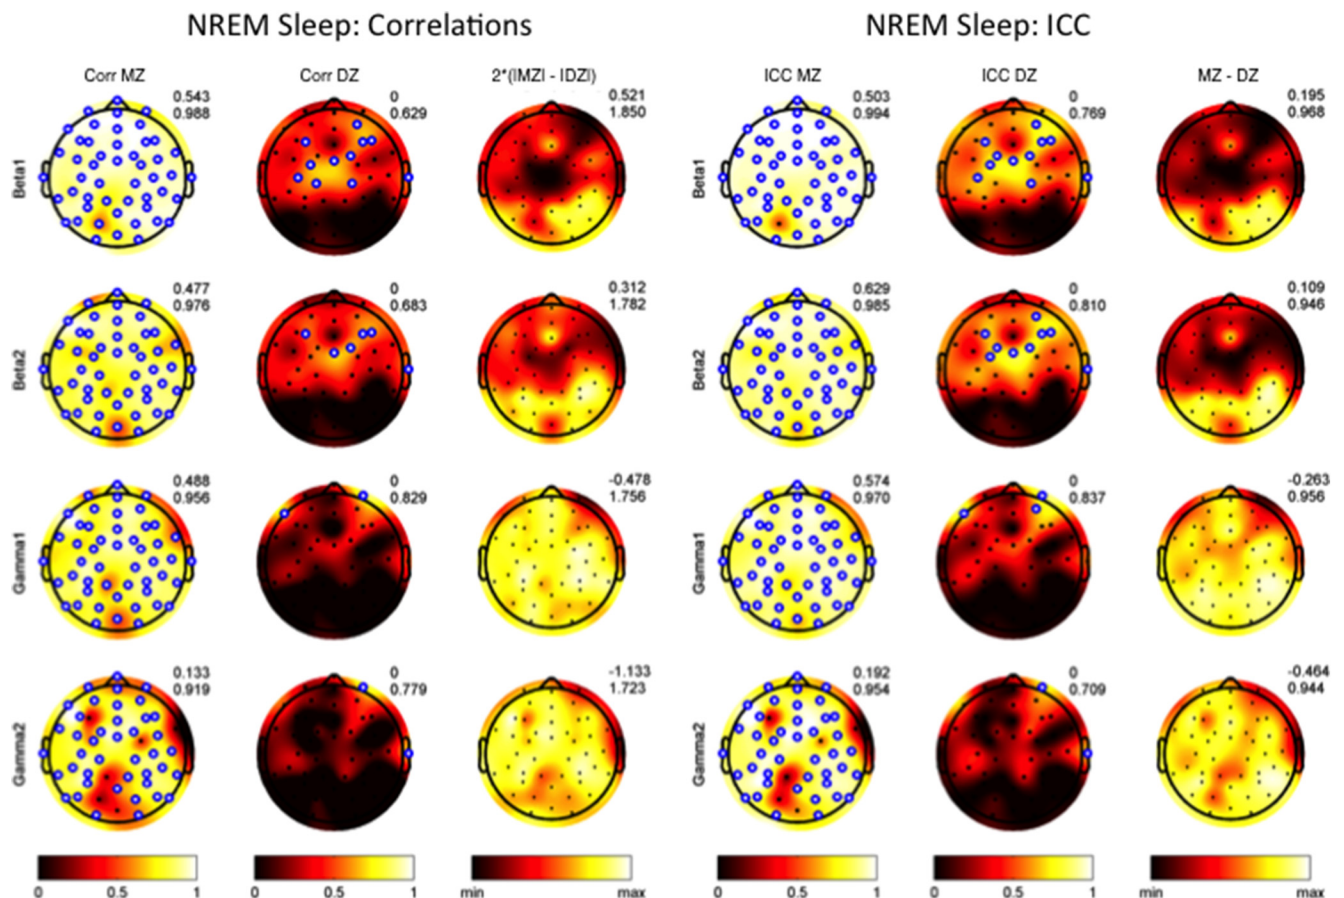 NREM Sleep: Correlations
NREM Sleep: ICC
Corr MZ
Corr DZ
2*(IMZI - IDZI)
ICC MZ
ICC DZ
MZ - DZ
Beta1
0.543
0.988
0
0.629
0.521
1.850
Beta1
0.503
0.994
0
0.769
0.195
0.968
Beta2
0.477
0.976
0
0.683
0.312
1.782
Beta2
0.629
0.985
0
0.810
0.109
0.946
Gamma1
0.488
0.956
0
0.829
-0.478
1.756
Gamma1
0.574
0.970
0
0.837
-0.263
0.956
Gamma2
0.133
0.919
0
0.779
-1.133
1.723
Gamma2
0.192
0.954
0
0.709
-0.464
0.944
0 0.5 1
0 0.5 1
min max
0 0.5 1
0 0.5 1
min max